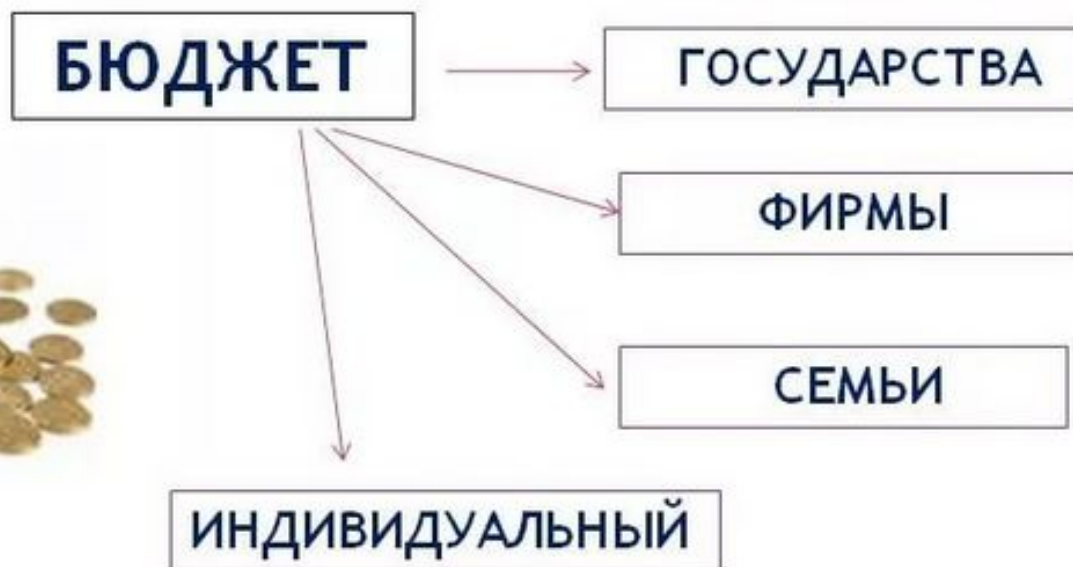 БЮДЖЕТ
ГОСУДАРСТВА
ФИРМЫ
СЕМЬИ
ИНДИВИДУАЛЬНЫЙ